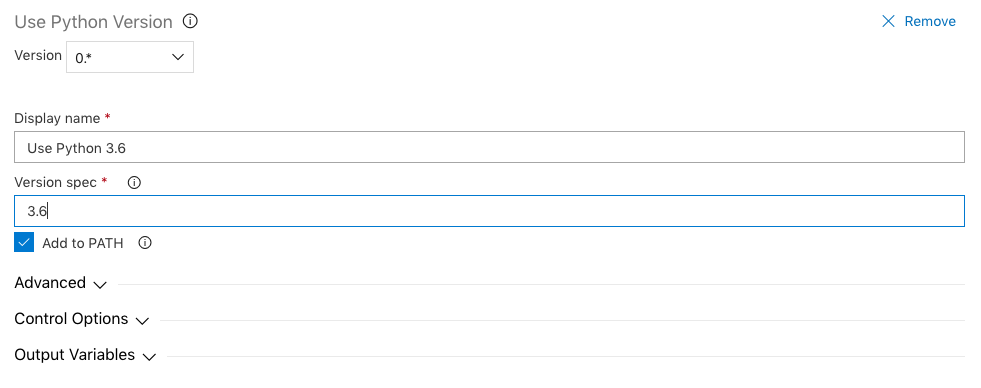 Use Python Version
Remove
Version 0.*
Display name *
Use Python 3.6
Version spec *
3.6
Add to PATH
Advanced
Control Options
Output Variables